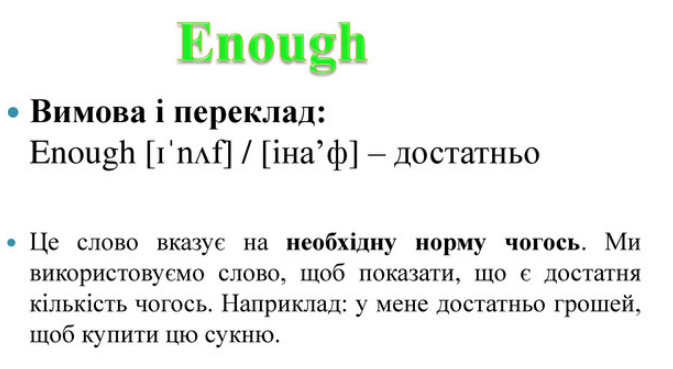 Enough
• Вимова і переклад:
Enough [ɪˈnʌf] / [іна’ф] – достатньо
• Це слово вказує на необхідну норму чогось. Ми
використовуємо слово, щоб показати, що є достатня
кількість чогось. Наприклад: у мене достатньо грошей,
щоб купити цю сукню.